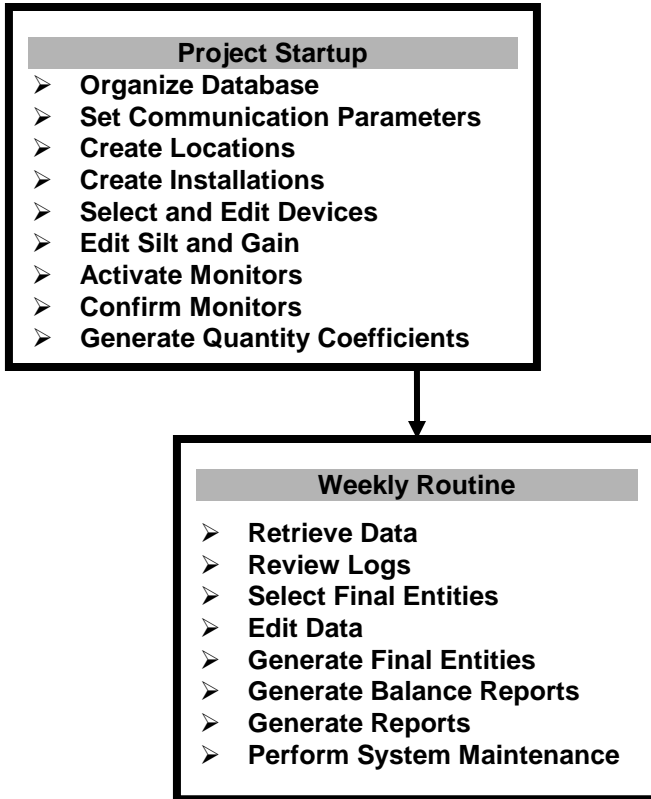 Project Startup
➢ Organize Database
➢ Set Communication Parameters
➢ Create Locations
➢ Create Installations
➢ Select and Edit Devices
➢ Edit Silt and Gain
➢ Activate Monitors
➢ Confirm Monitors
➢ Generate Quantity Coefficients
Weekly Routine
➢ Retrieve Data
➢ Review Logs
➢ Select Final Entities
➢ Edit Data
➢ Generate Final Entities
➢ Generate Balance Reports
➢ Generate Reports
➢ Perform System Maintenance